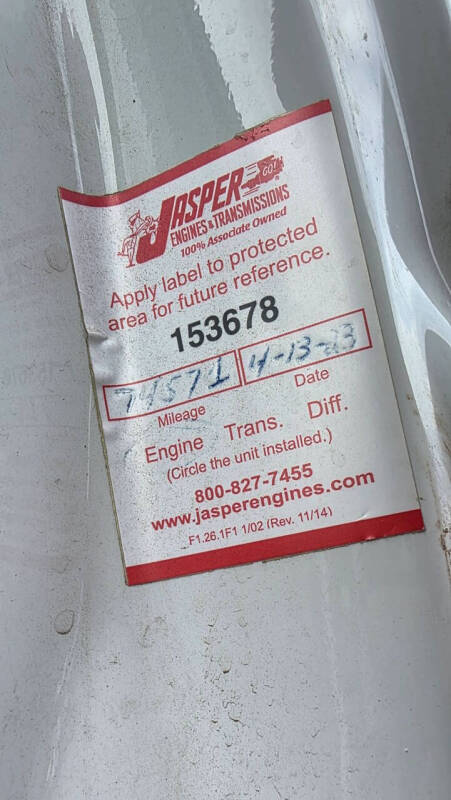 JASPER
GO!
ENGINES & TRANSMISSIONS
100% Associate Owned
Apply label to protected
area for future reference.
153678
74571 4-13-23
Mileage Date
Engine Trans. Diff.
(Circle the unit installed.)
800-827-7455
www.jasperengines.com
F1.26.1F1 1/02 (Rev. 11/14)